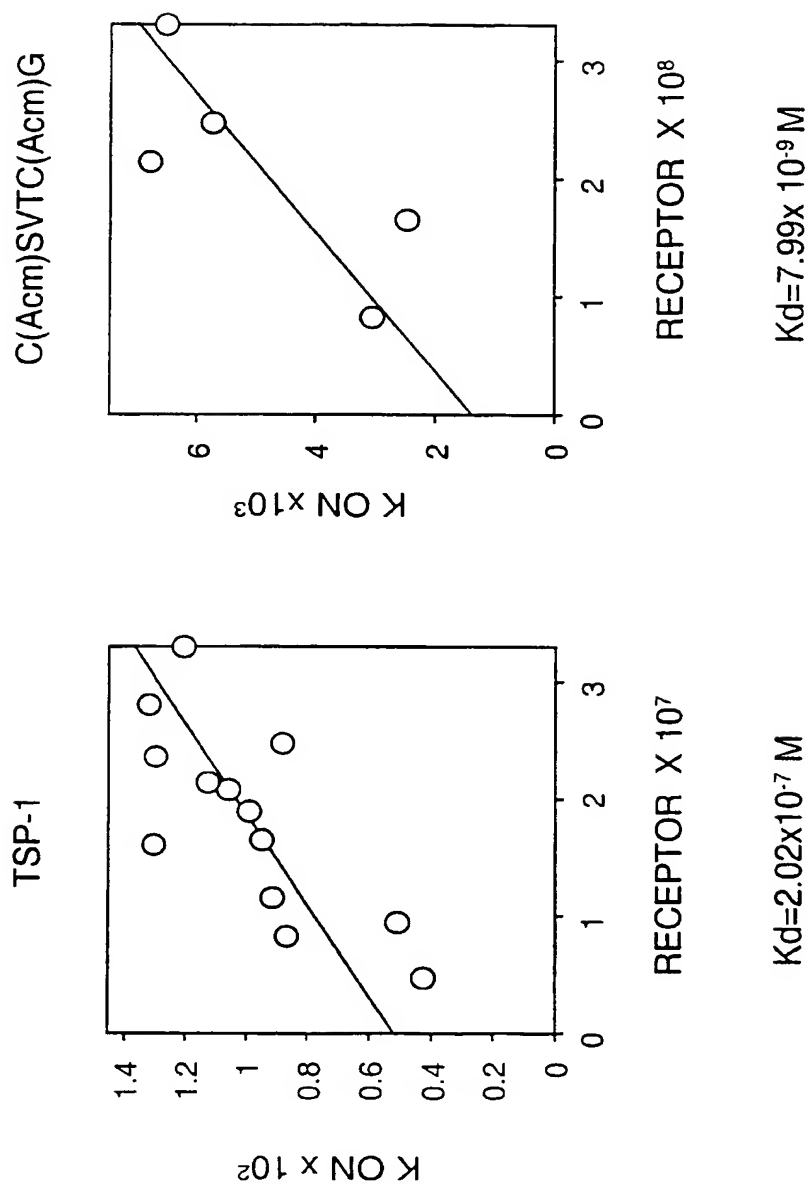 TSP-1
K ON x 10²
1.4
1.2
1
0.8
0.6
0.4
0.2
0
0
1
2
3
RECEPTOR X 10⁷
Kd=2.02x10⁻⁷ M
C(Acm)SVTC(Acm)G
K ON x 10³
6
4
2
0
0
1
2
3
RECEPTOR X 10⁸
Kd=7.99x 10⁻⁹ M